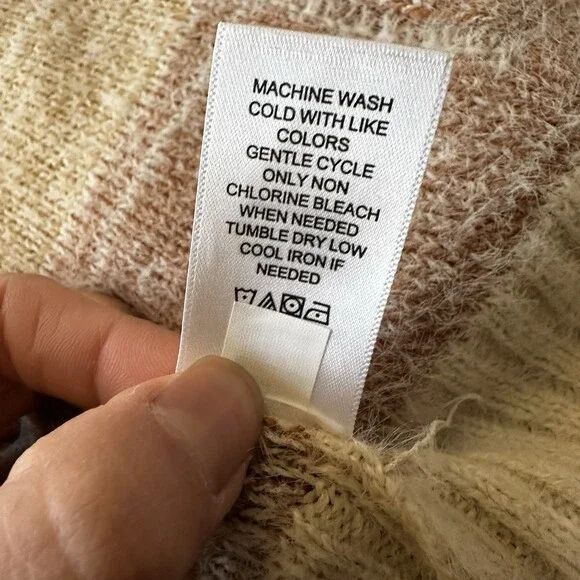 MACHINE WASH
COLD WITH LIKE
COLORS
GENTLE CYCLE
ONLY NON
CHLORINE BLEACH
WHEN NEEDED
TUMBLE DRY LOW
COOL IRON IF
NEEDED